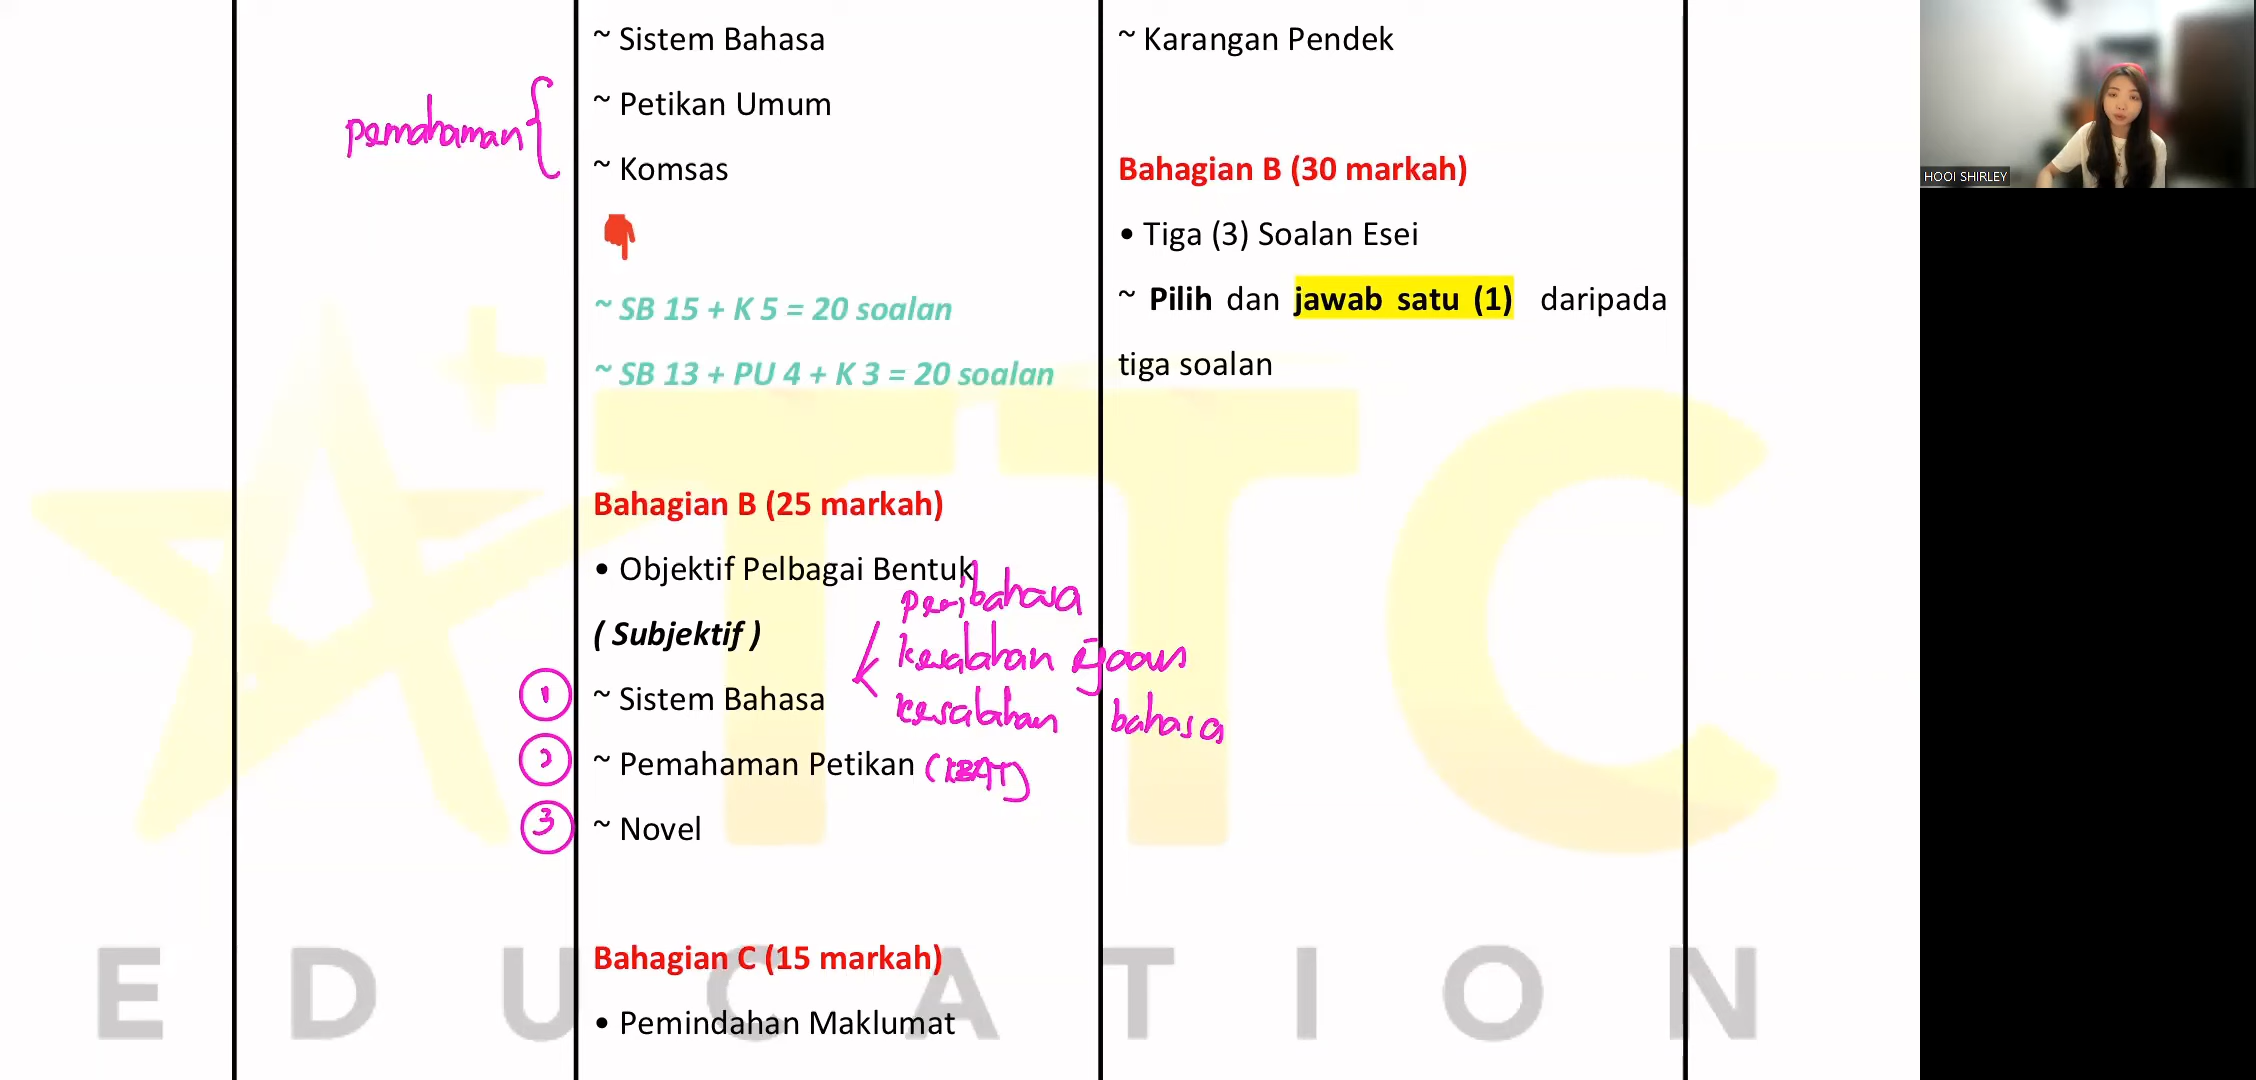 ~ Sistem Bahasa
~ Petikan Umum
~ Komsas
pemahaman
~ SB 15 + K 5 = 20 soalan
~ SB 13 + PU 4 + K 3 = 20 soalan
Bahagian B (25 markah)
• Objektif Pelbagai Bentuk
( Subjektif )
~ Sistem Bahasa
peribahasa
kesalahan ejaan
kesalahan bahasa
~ Pemahaman Petikan (KBAT)
~ Novel
1
2
3
Bahagian C (15 markah)
• Pemindahan Maklumat
~ Karangan Pendek
Bahagian B (30 markah)
• Tiga (3) Soalan Esei
~ Pilih dan jawab satu (1) daripada
tiga soalan
HOOI SHIRLEY
TTC
EDUCATION